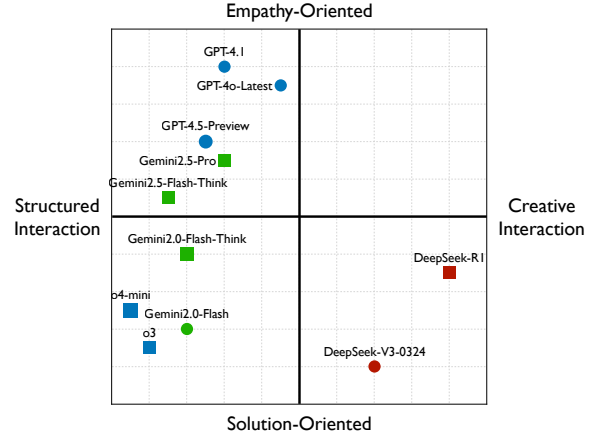 Empathy-Oriented
GPT-4.1
GPT-4o-Latest
GPT-4.5-Preview
Gemini2.5-Pro
Gemini2.5-Flash-Think
Structured
Interaction
Creative
Interaction
Gemini2.0-Flash-Think
DeepSeek-R1
o4-mini
Gemini2.0-Flash
o3
DeepSeek-V3-0324
Solution-Oriented